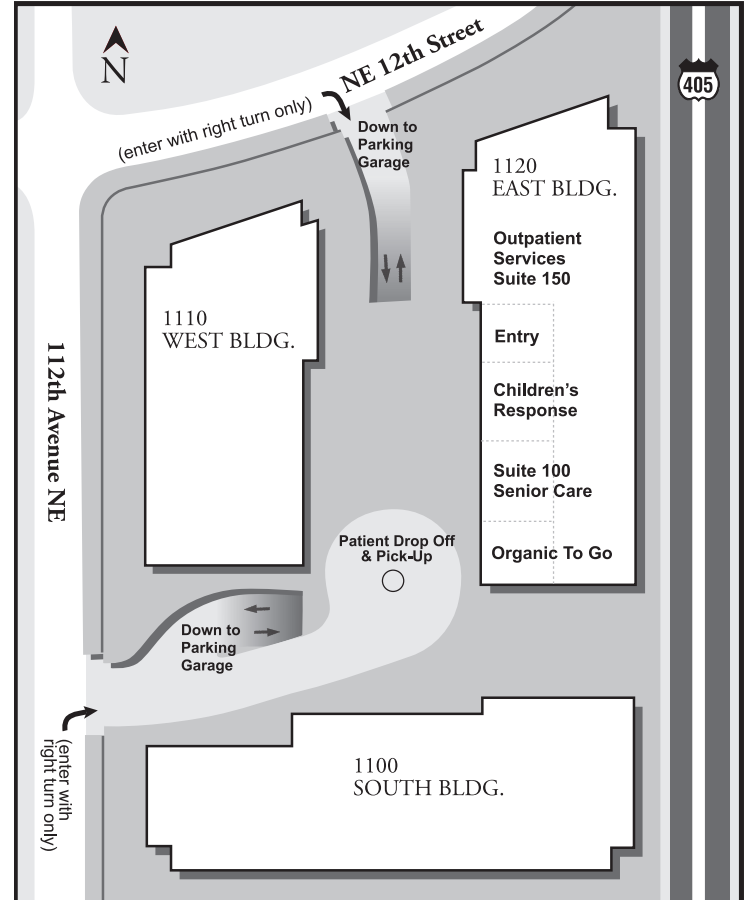 N
NE 12th Street
405
(enter with right turn only)
Down to
Parking
Garage
1120
EAST BLDG.
Outpatient
Services
Suite 150
1110
WEST BLDG.
Entry
112th Avenue NE
Children’s
Response
Suite 100
Senior Care
Patient Drop Off
& Pick-Up
Organic To Go
Down to
Parking
Garage
(enter with
right turn only)
1100
SOUTH BLDG.